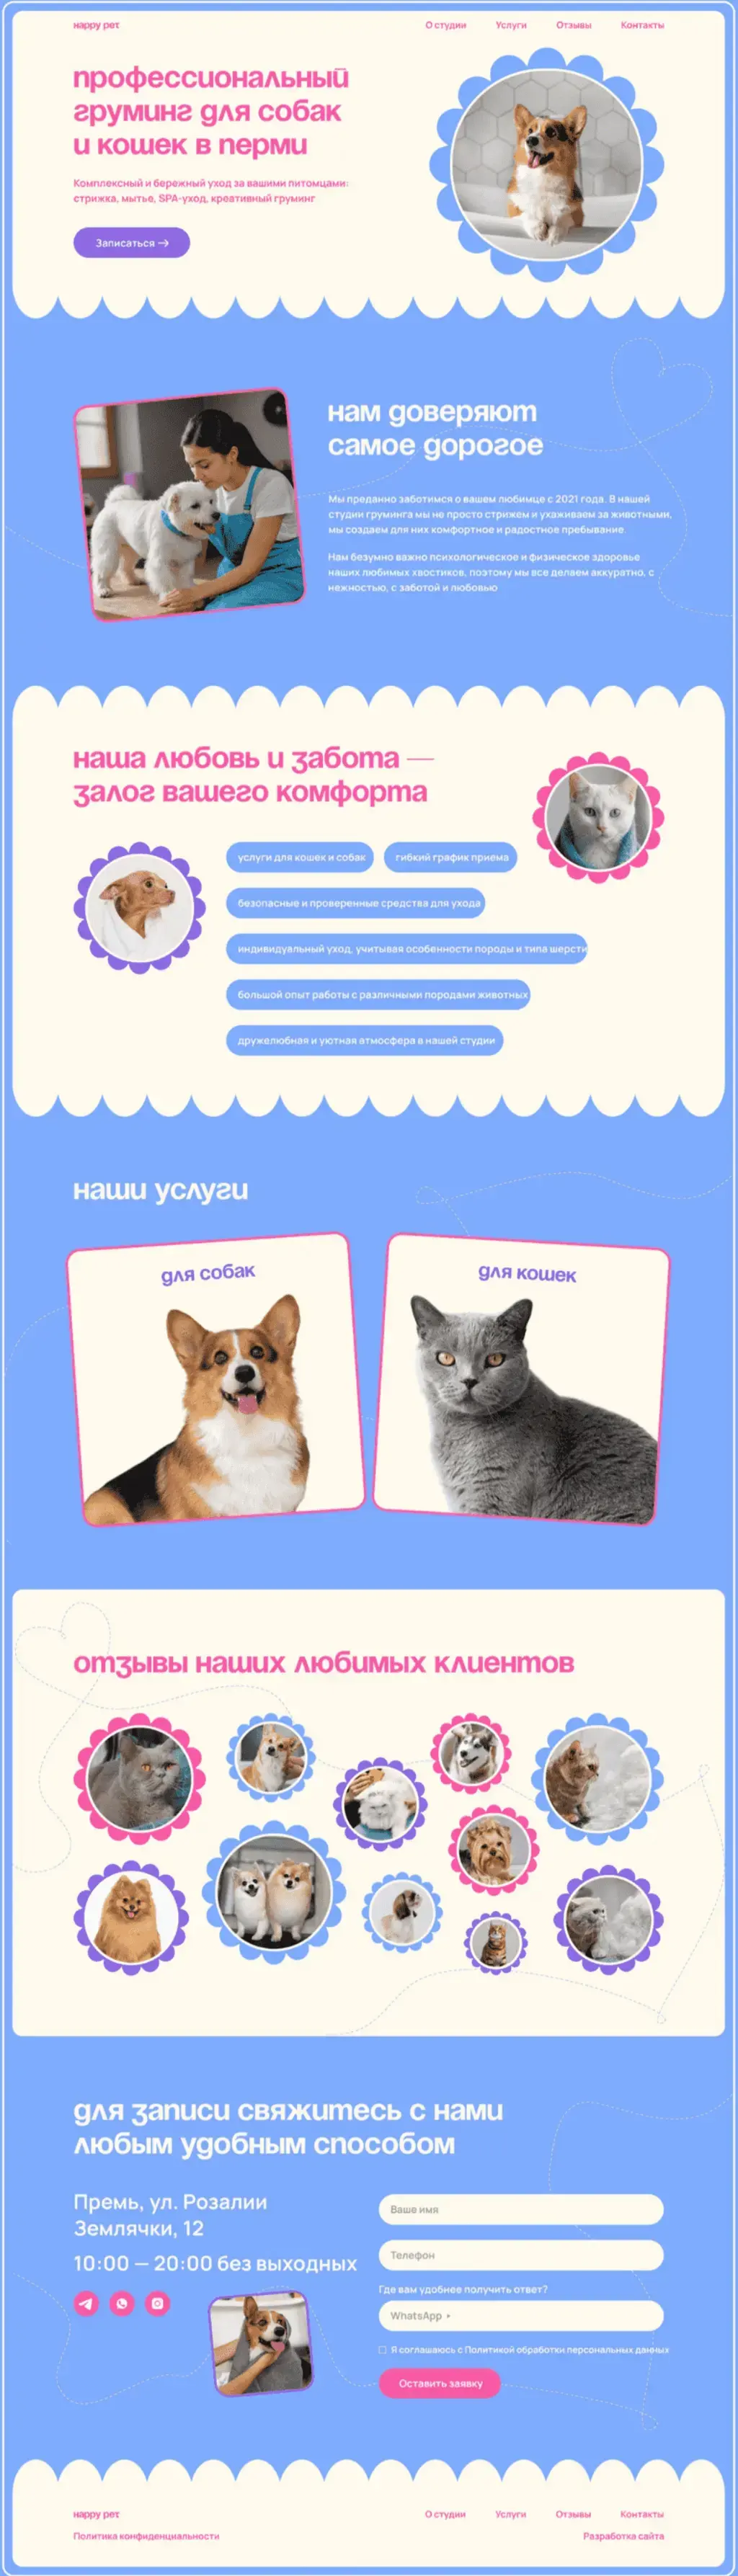 нappy peт
О студии Услуги Отзывы Контакты
профессиональный
груминг для собак
и кошек в перми
Комплексный и бережный уход за вашими питомцами:
стрижка, мытье, SPA-уход, креативный груминг
Записаться →
нам доверяют
самое дорогое
Мы преданно заботимся о вашем любимце с 2021 года. В нашей
студии груминга мы не просто стрижем и ухаживаем за животными,
мы создаем для них комфортное и радостное пребывание.
Нам безумно важно психологическое и физическое здоровье
наших любимых хвостиков, поэтому мы все делаем аккуратно, с
нежностью, с заботой и любовью
наша любовь и забота —
залог вашего комфорта
услуги для кошек и собак
гибкий график приема
безопасные и проверенные средства для ухода
индивидуальный уход, учитывая особенности породы и типа шерсти
большой опыт работы с различными породами животных
дружелюбная и уютная атмосфера в нашей студии
наши услуги
для собак
для кошек
отзывы наших любимых клиентов
для записи свяжитесь с нами
любым удобным способом
Премь, ул. Розалии
Землячки, 12
10:00 — 20:00 без выходных
Ваше имя
Телефон
Где вам удобнее получить ответ?
WhatsApp
Я соглашаюсь с Политикой обработки персональных данных
Оставить заявку
нappy peт
О студии Услуги Отзывы Контакты
Политика конфиденциальности
Разработка сайта